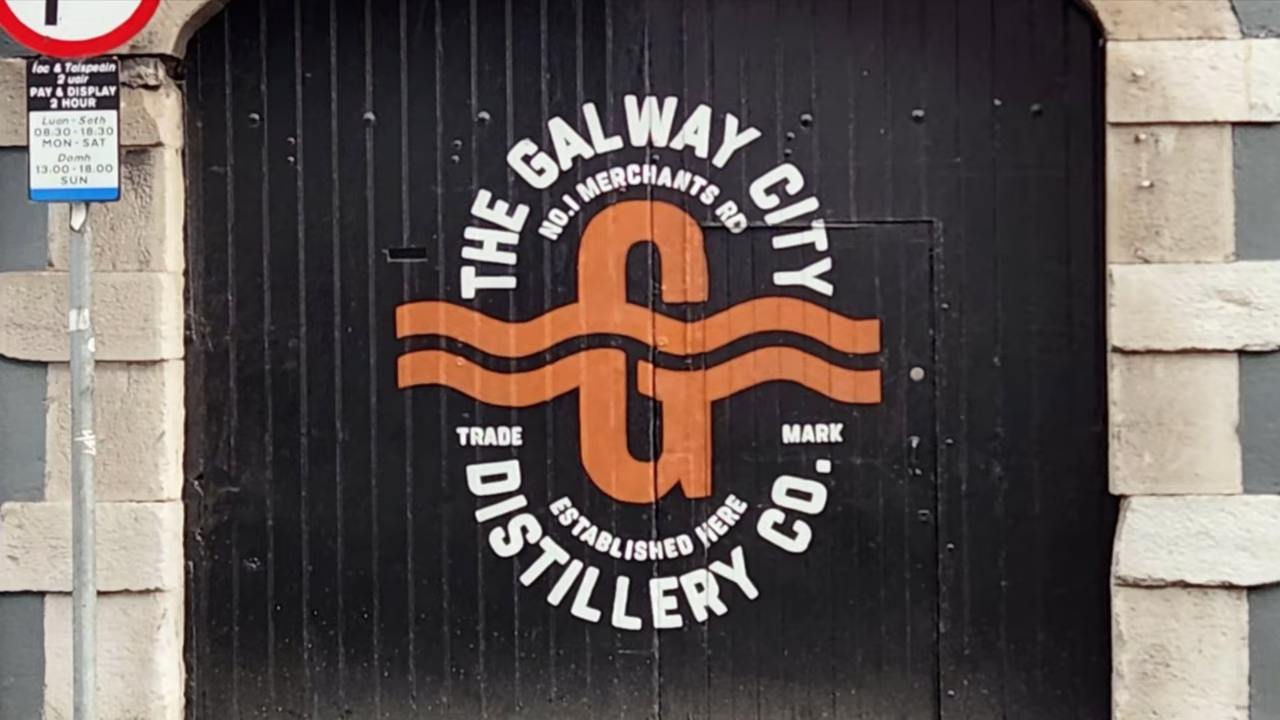 Íoc & Taispeáin
2 uair
PAY & DISPLAY
2 HOUR
Luan - Sath
08.30 - 18.30
MON - SAT
Domh
13.00 - 18.00
SUN
THE GALWAY CITY
NO.1 MERCHANTS RD
G
TRADE MARK
ESTABLISHED HERE
DISTILLERY CO.